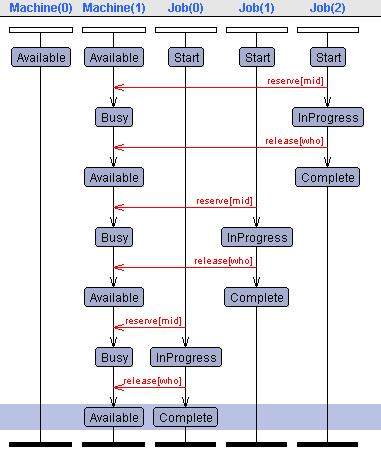 Machine(0) Machine(1) Job(0) Job(1) Job(2)
Available Available Start Start Start
reserve[mid]
Busy InProgress
release[who]
Available Complete
reserve[mid]
Busy InProgress
release[who]
Available Complete
reserve[mid]
Busy InProgress
release[who]
Available Complete